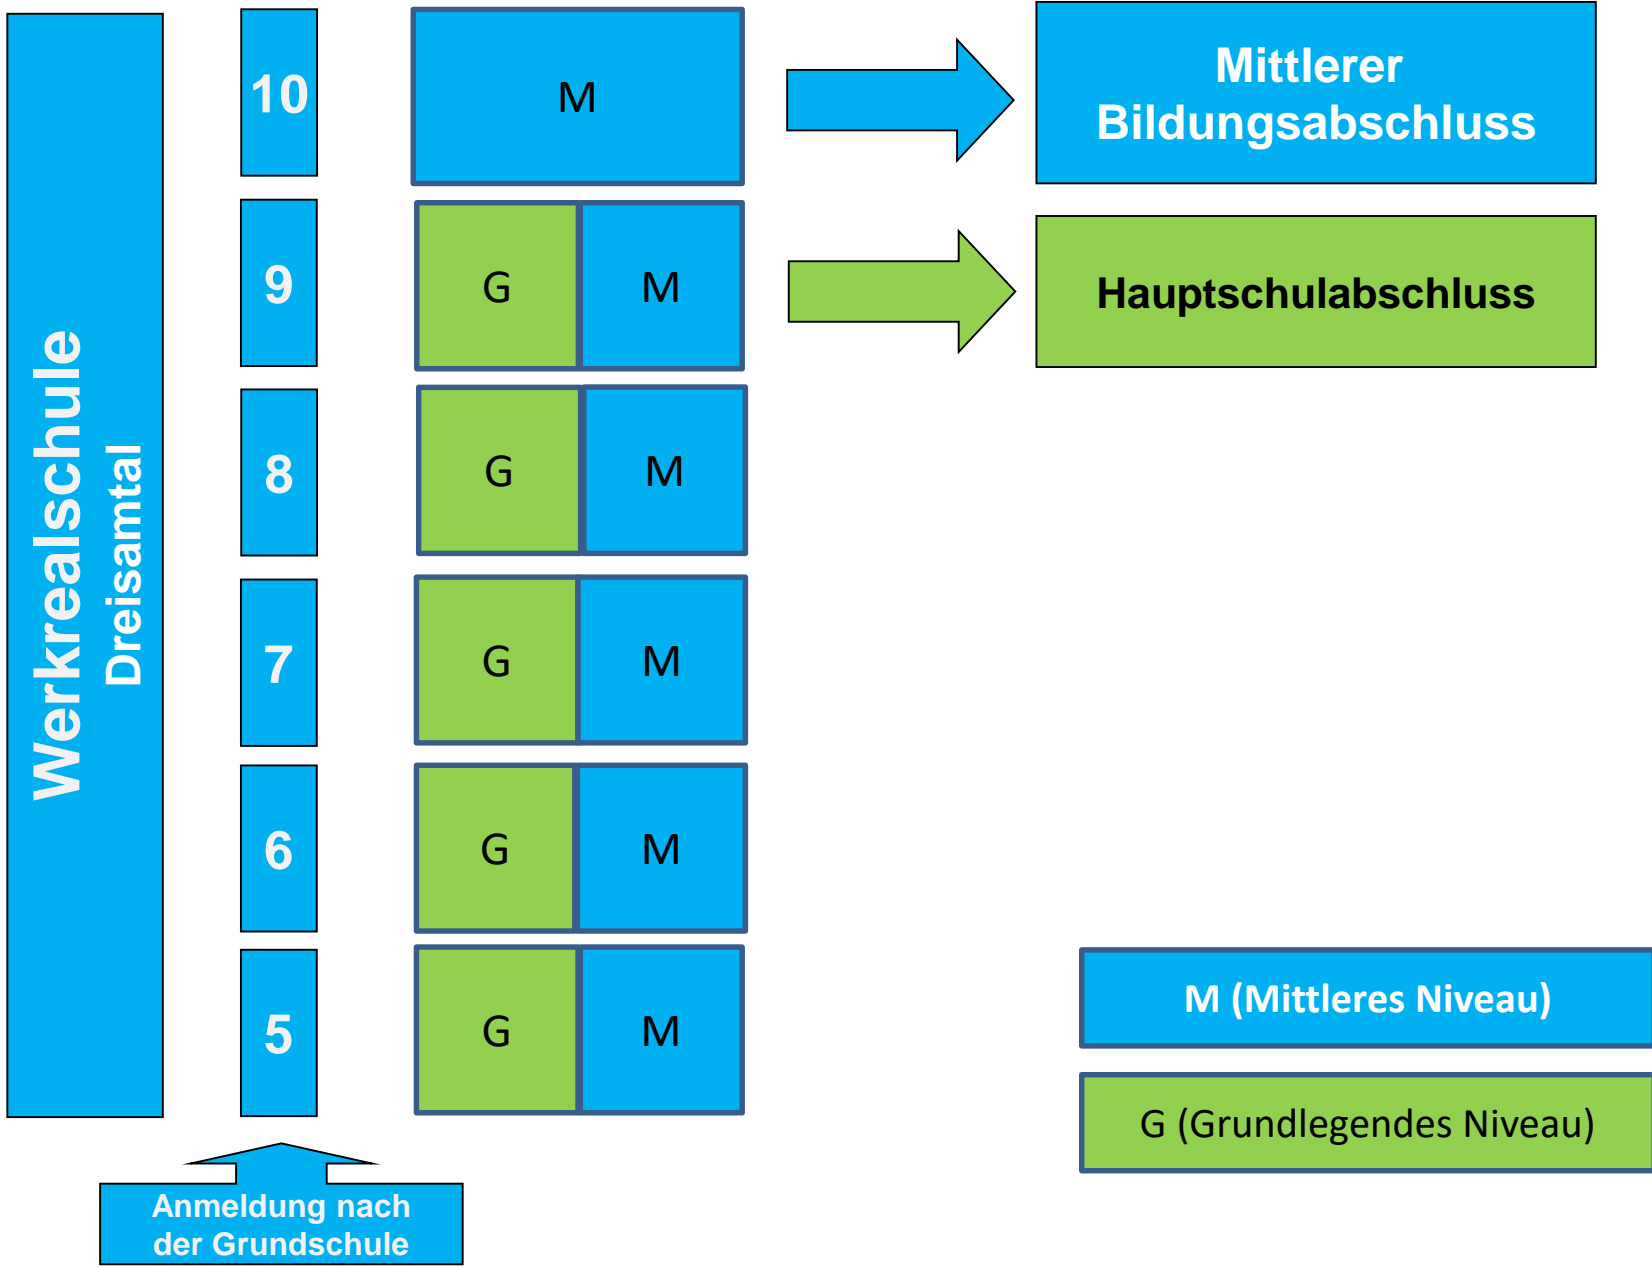 Werkrealschule
Dreisamtal
10
M
Mittlerer
Bildungsabschluss
9
G
M
Hauptschulabschluss
8
G
M
7
G
M
6
G
M
5
G
M
M (Mittleres Niveau)
G (Grundlegendes Niveau)
Anmeldung nach
der Grundschule